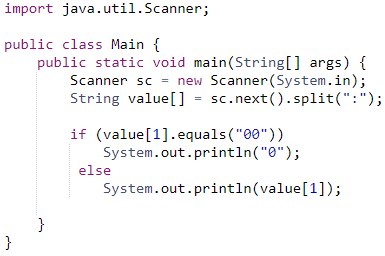 import java.util.Scanner;
public class Main {
public static void main(String[] args) {
Scanner sc = new Scanner(System.in);
String value[] = sc.next().split(":");
if (value[1].equals("00"))
System.out.println("0");
else
System.out.println(value[1]);
}
}